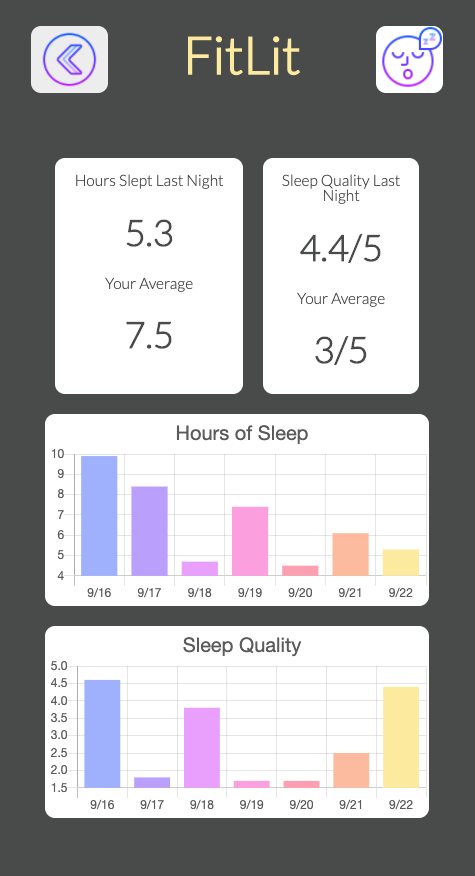 FitLit
zZ
Hours Slept Last Night
5.3
Your Average
7.5
Sleep Quality Last
Night
4.4/5
Your Average
3/5
Hours of Sleep
10
9
8
7
6
5
4
9/16 9/17 9/18 9/19 9/20 9/21 9/22
Sleep Quality
5.0
4.5
4.0
3.5
3.0
2.5
2.0
1.5
9/16 9/17 9/18 9/19 9/20 9/21 9/22